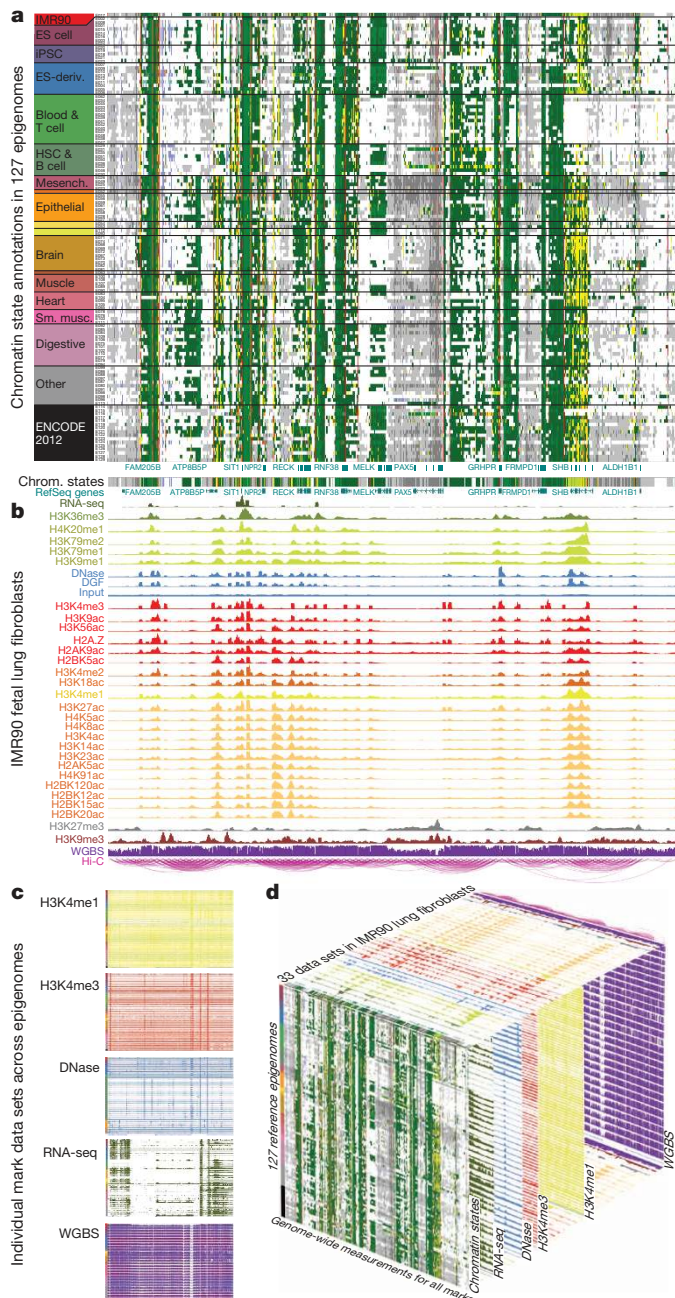 a
Chromatin state annotations in 127 epigenomes
IMR90
ES cell
iPSC
ES-deriv.
Blood &
T cell
HSC &
B cell
Mesench.
Epithelial
Brain
Muscle
Heart
Sm. musc.
Digestive
Other
ENCODE
2012
FAM205B ATP8B5P SIT1 NPR2 RECK RNF38 MELK PAX5 GRHPR FRMPD1 SHB ALDH1B1
Chrom. states
RefSeq genes FAM205B ATP8B5P SIT1 NPR2 RECK RNF38 MELK PAX5 GRHPR FRMPD1 SHB ALDH1B1
b
IMR90 fetal lung fibroblasts
RNA-seq
H3K36me3
H4K20me1
H3K79me2
H3K79me1
H3K9me1
DNase
DGF
Input
H3K4me3
H3K9ac
H3K56ac
H2A.Z
H2AK9ac
H2BK5ac
H3K4me2
H3K18ac
H3K4me1
H3K27ac
H4K5ac
H4K8ac
H3K4ac
H3K14ac
H3K23ac
H2AK5ac
H4K91ac
H2BK120ac
H2BK12ac
H2BK15ac
H2BK20ac
H3K27me3
H3K9me3
WGBS
Hi-C
c
Individual mark data sets across epigenomes
H3K4me1
H3K4me3
DNase
RNA-seq
WGBS
d
33 data sets in IMR90 lung fibroblasts
127 reference epigenomes
Genome-wide measurements for all marks
Chromatin states
RNA-seq
DNase
H3K4me3
H3K4me1
WGBS